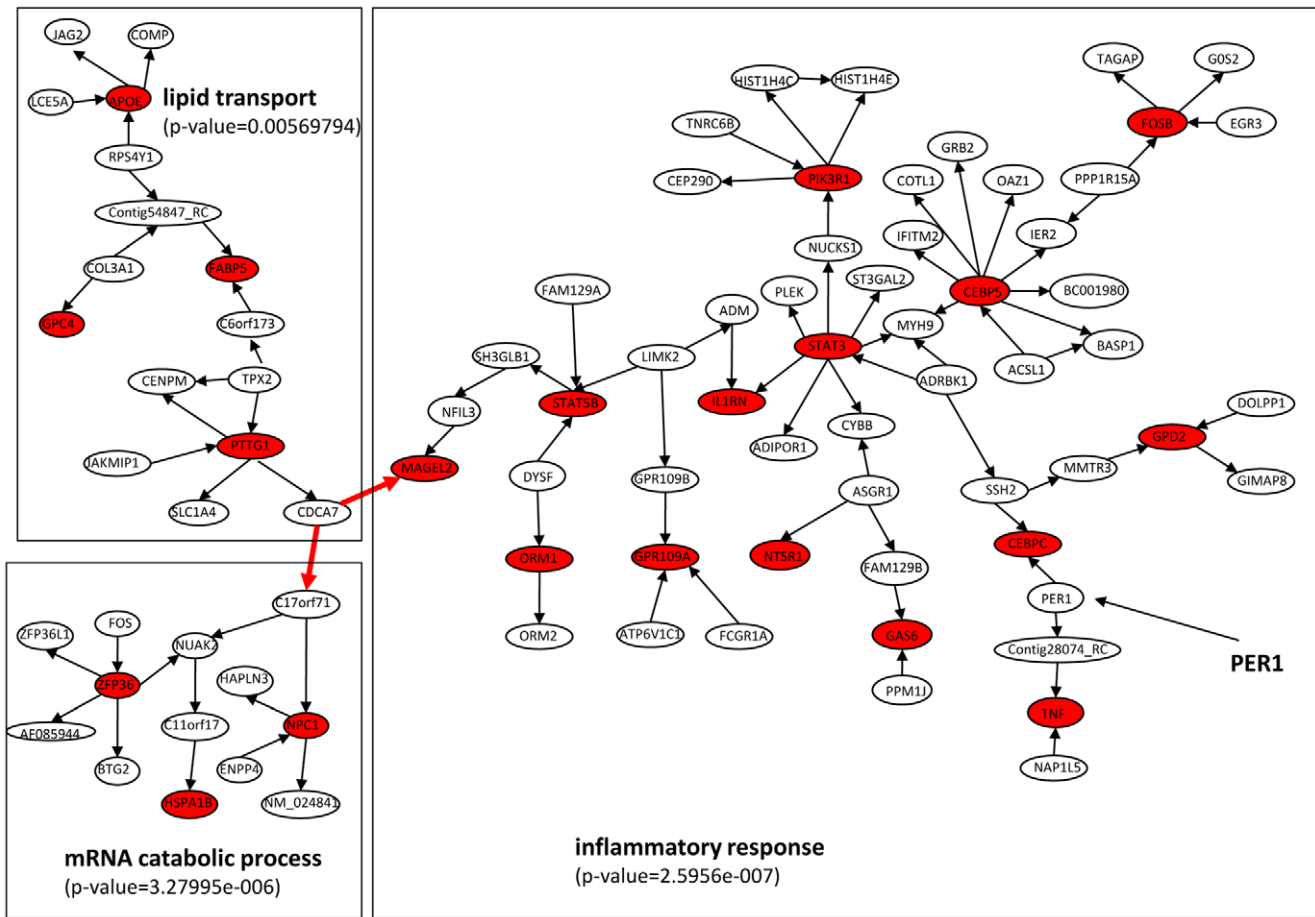 JAG2
COMP
LCE5A
APOE
lipid transport
(p-value=0.00569794)
RPS4Y1
Contig54847_RC
COL3A1
FABP5
GPC4
C6orf173
CENPM
TPX2
PTTG1
JAKMIP1
SLC1A4
CDCA7
C17orf71
ZFP36L1
FOS
NUAK2
ZFP36
HAPLN3
AF085944
C11orf17
NPC1
BTG2
ENPP4
HSPA1B
NM_024841
mRNA catabolic process
(p-value=3.27995e-006)
HIST1H4C
HIST1H4E
TNRC6B
CEP290
PIK3R1
NUCKS1
TAGAP
G0S2
FOSB
EGR3
GRB2
COTL1
OAZ1
PPP1R15A
IFITM2
IER2
CEBP5
BC001980
MYH9
BASP1
ACSL1
ADRBK1
FAM129A
PLEK
ST3GAL2
ADM
STAT3
SH3GLB1
LIMK2
STAT5B
IL1RN
NFIL3
ADIPOR1
CYBB
MAGEL2
DYSF
GPR109B
ASGR1
SSH2
MMTR3
GPD2
DOLPP1
GIMAP8
ORM1
GPR109A
NTSR1
FAM129B
CEBPC
ORM2
ATP6V1C1
FCGR1A
GAS6
PPM1J
PER1
Contig28074_RC
PER1
TNF
NAP1L5
inflammatory response
(p-value=2.5956e-007)